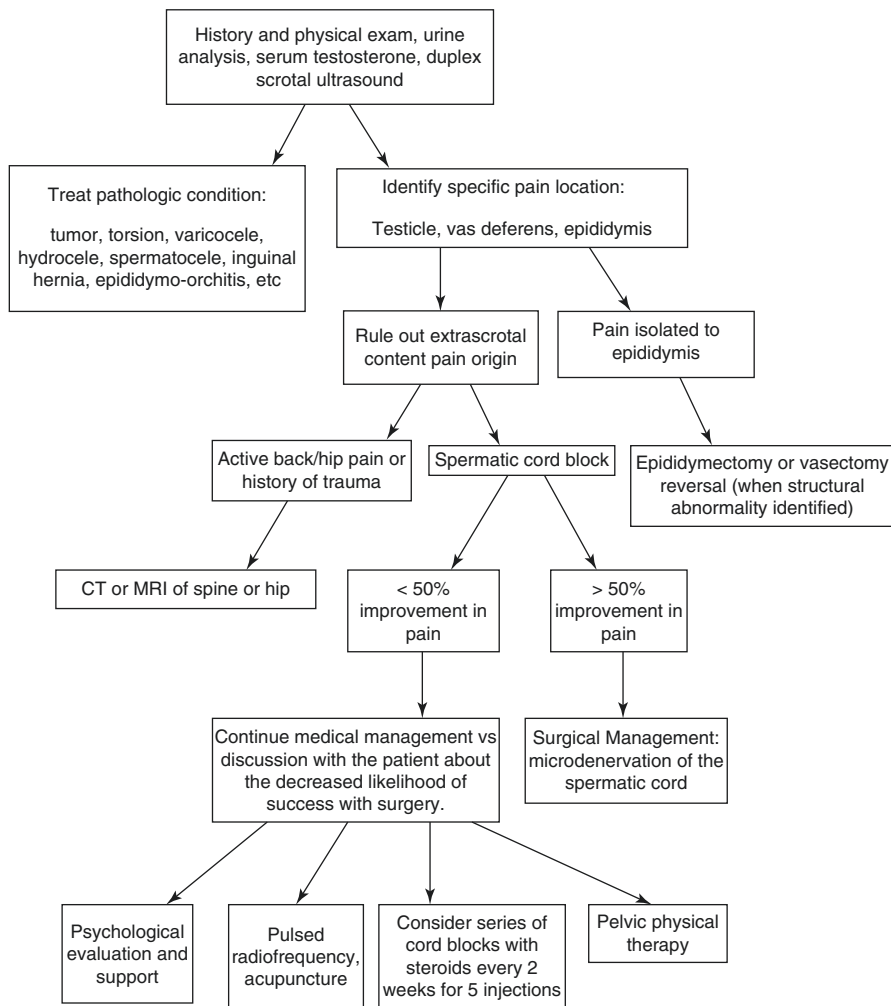 History and physical exam, urine
analysis, serum testosterone, duplex
scrotal ultrasound
Treat pathologic condition:
tumor, torsion, varicocele,
hydrocele, spermatocele, inguinal
hernia, epididymo-orchitis, etc
Identify specific pain location:
Testicle, vas deferens, epididymis
Rule out extrascrotal
content pain origin
Pain isolated to
epididymis
Active back/hip pain or
history of trauma
Spermatic cord block
Epididymectomy or vasectomy
reversal (when structural
abnormality identified)
CT or MRI of spine or hip
< 50%
improvement in
pain
> 50%
improvement in
pain
Continue medical management vs
discussion with the patient about
the decreased likelihood of
success with surgery.
Surgical Management:
microdenervation of the
spermatic cord
Psychological
evaluation and
support
Pulsed
radiofrequency,
acupuncture
Consider series of
cord blocks with
steroids every 2
weeks for 5 injections
Pelvic physical
therapy